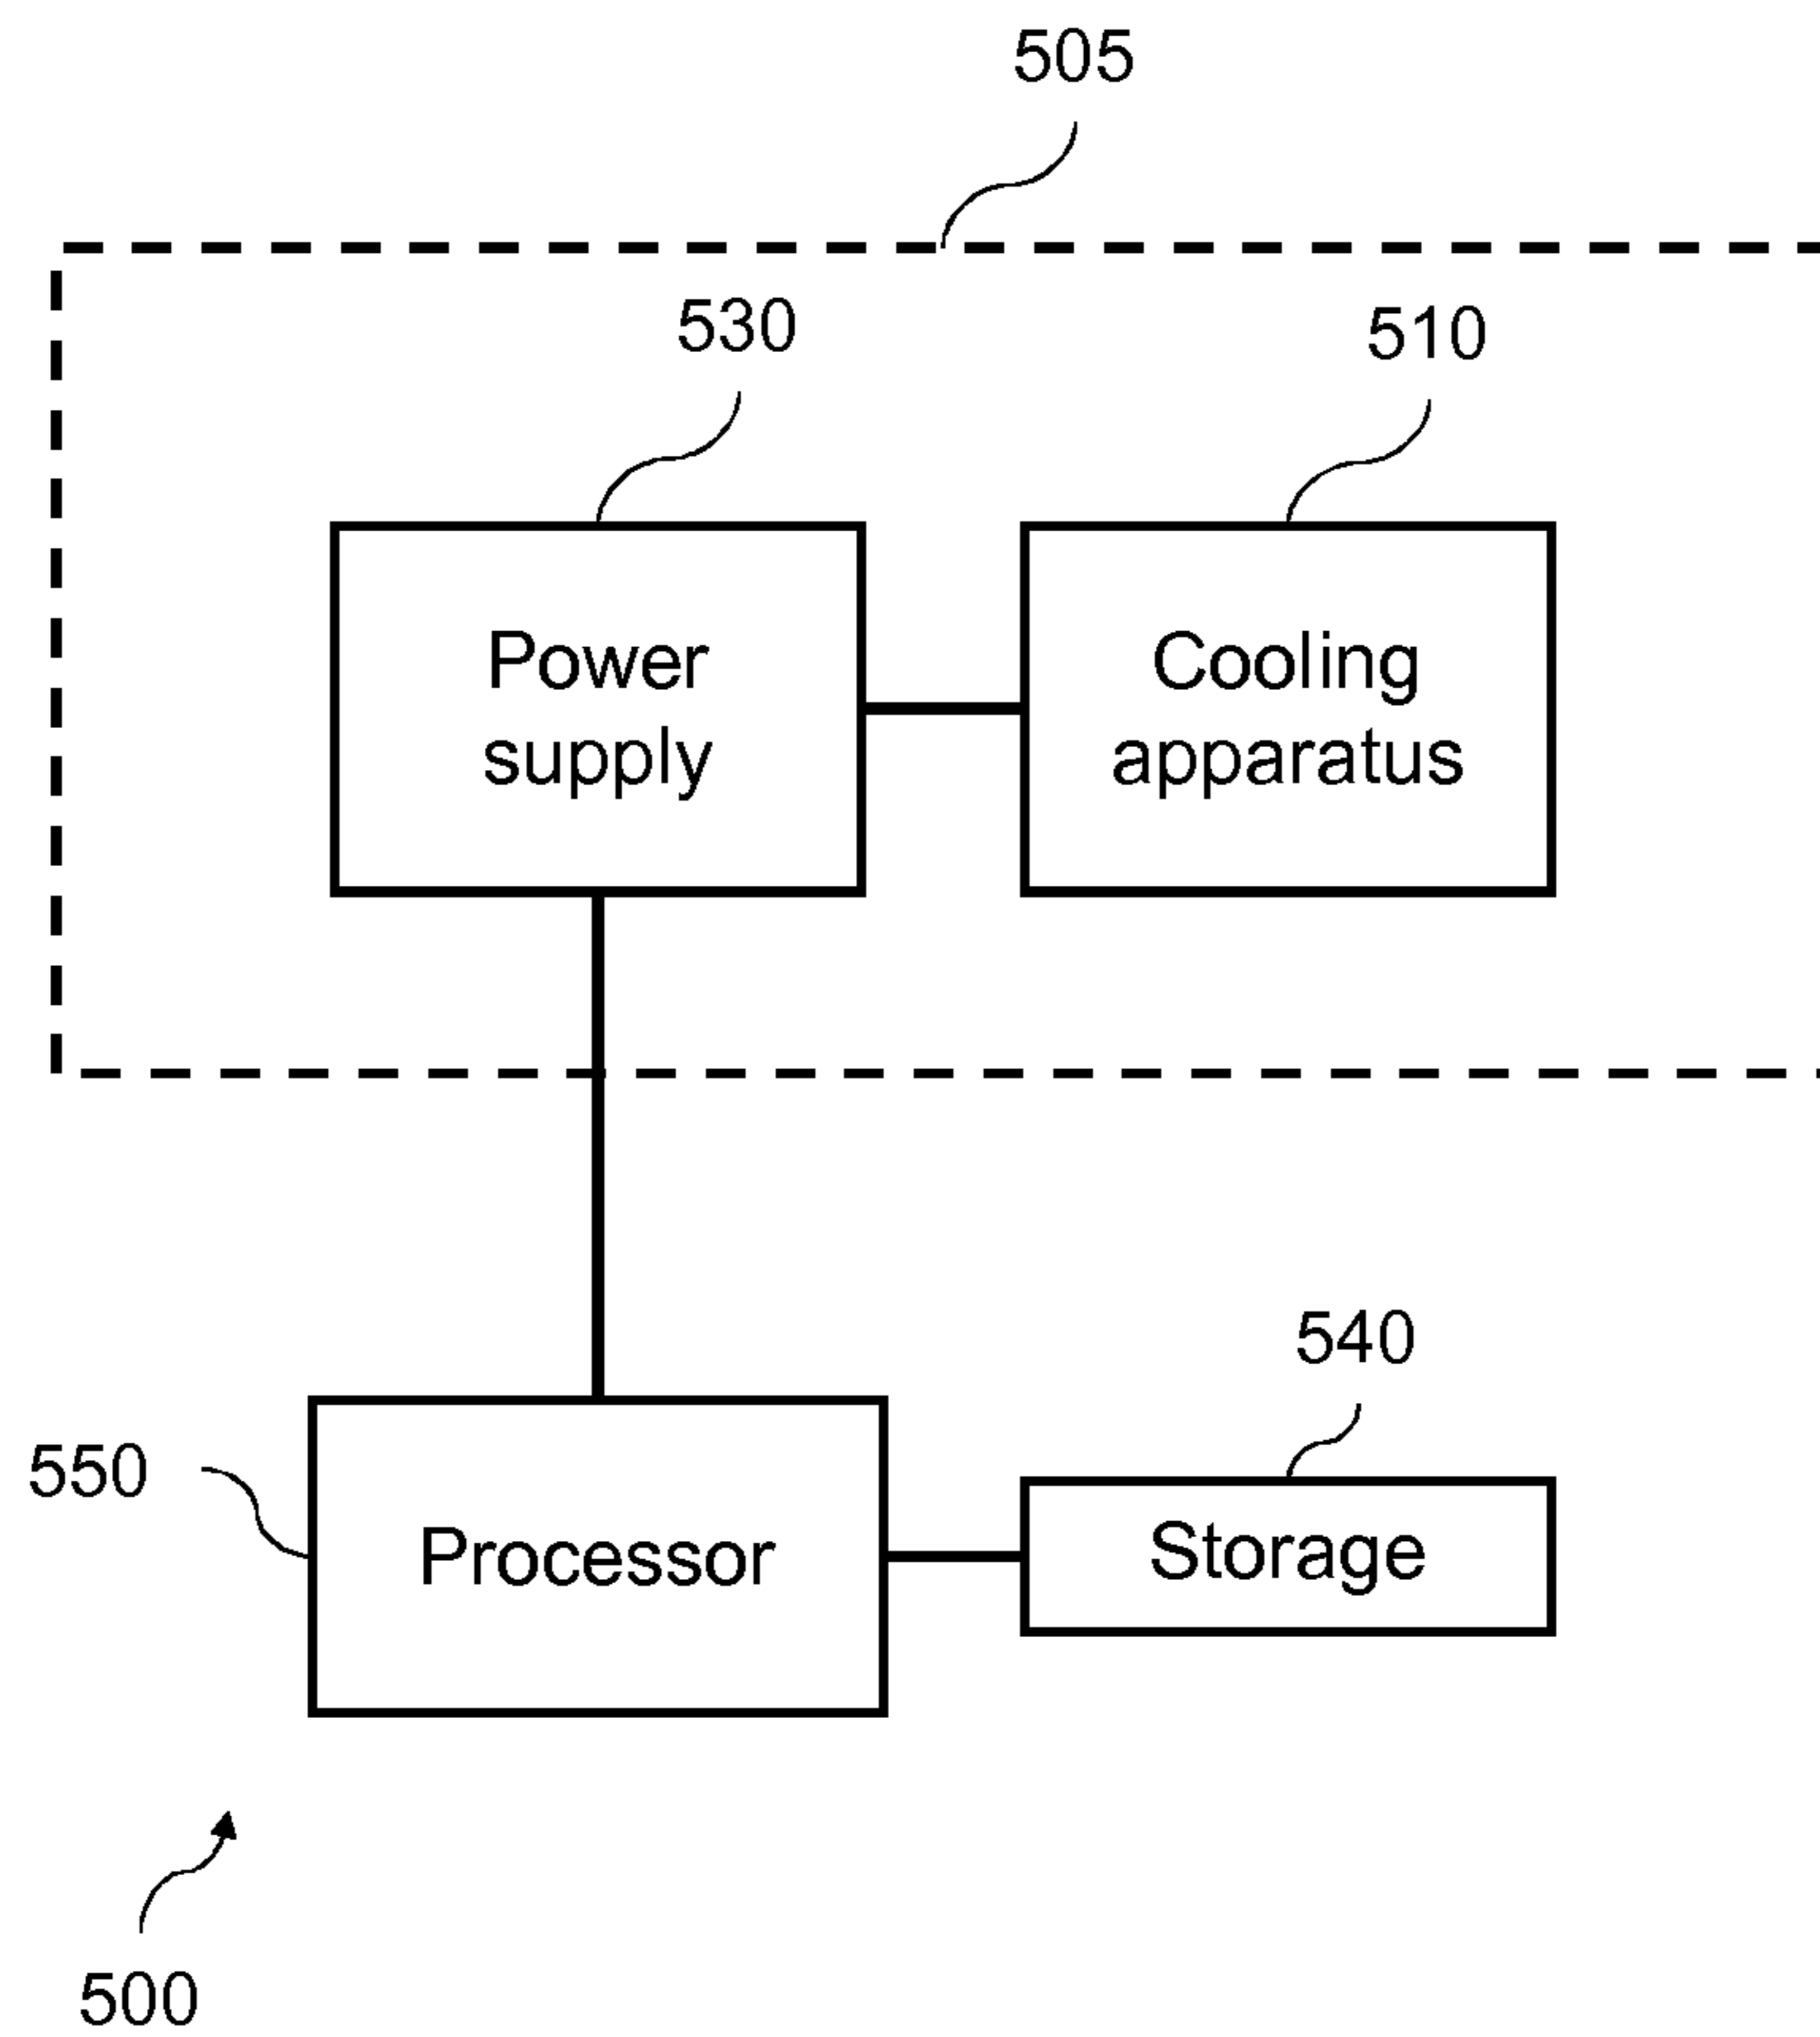 505
530
510
Power
supply
Cooling
apparatus
540
550
Processor
Storage
500